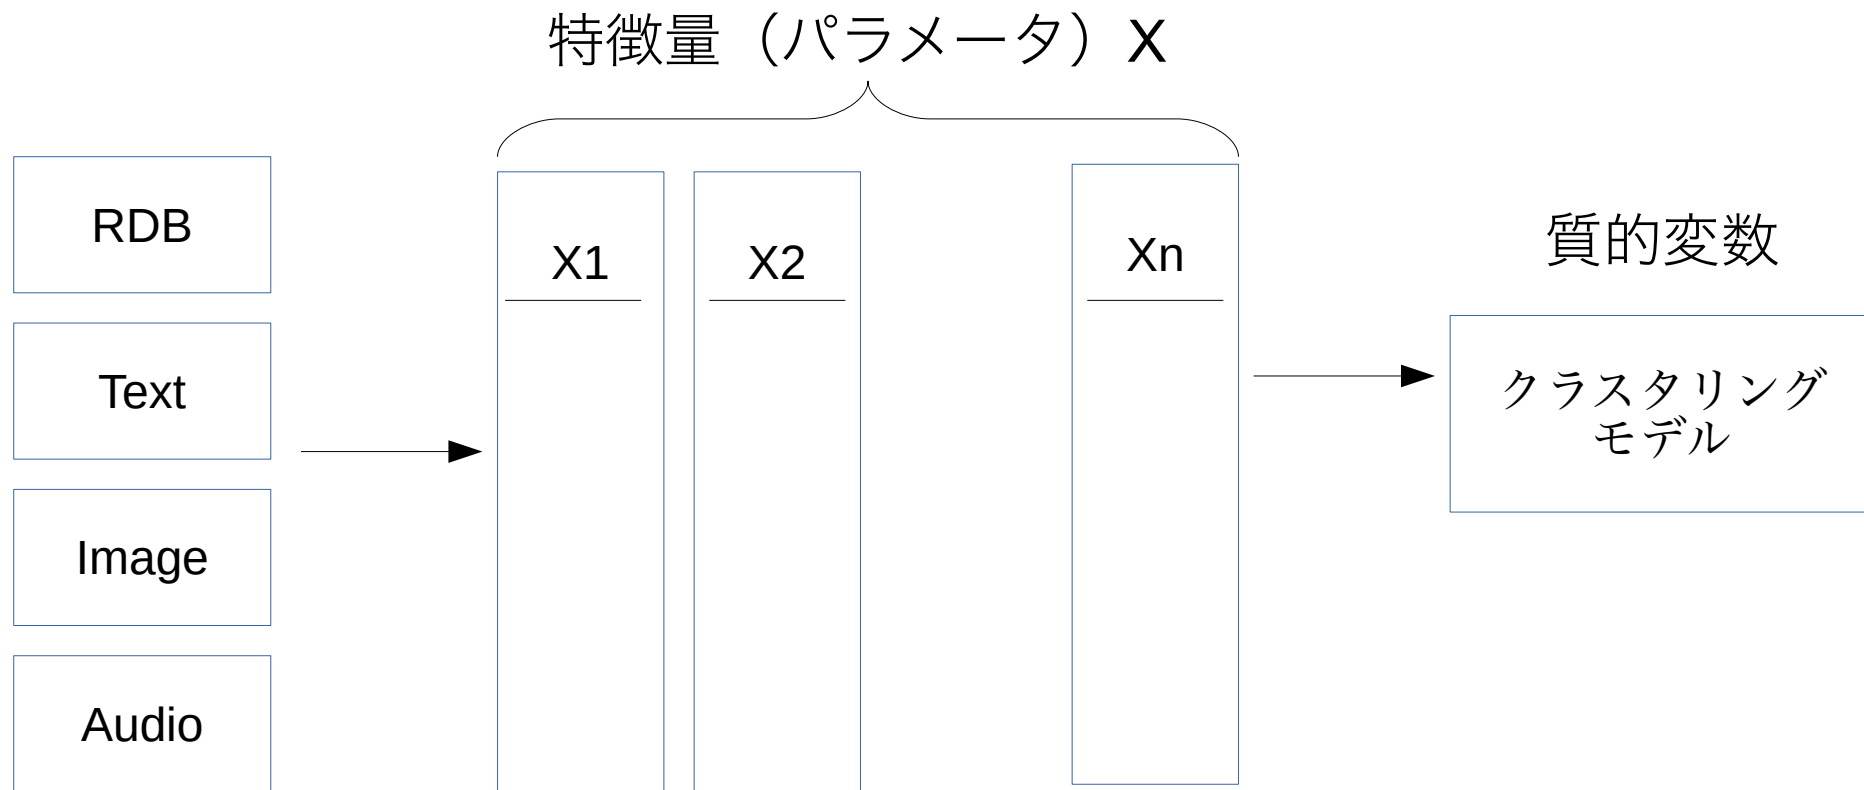 特徴量（パラメータ）X
RDB
Text
Image
Audio
X1
X2
Xn
質的変数
クラスタリング
モデル